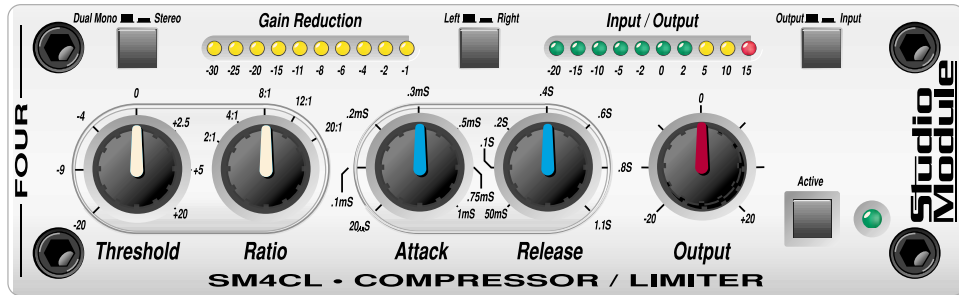 Dual Mono Stereo
Gain Reduction
-30 -25 -20 -15 -11 -8 -6 -4 -2 -1
Left Right
Input / Output
-20 -15 -10 -5 -2 0 2 5 10 15
Output Input
FOUR
-20 -9 -4 0 +2.5 +5 +20
Threshold
2:1 4:1 8:1 12:1 20:1
Ratio
20µS .1mS .2mS .3mS .5mS .75mS 1mS
Attack
50mS .1S .2S .4S .6S .8S 1.1S
Release
-20 0 +20
Output
Active
Studio
Module
SM4CL • COMPRESSOR / LIMITER